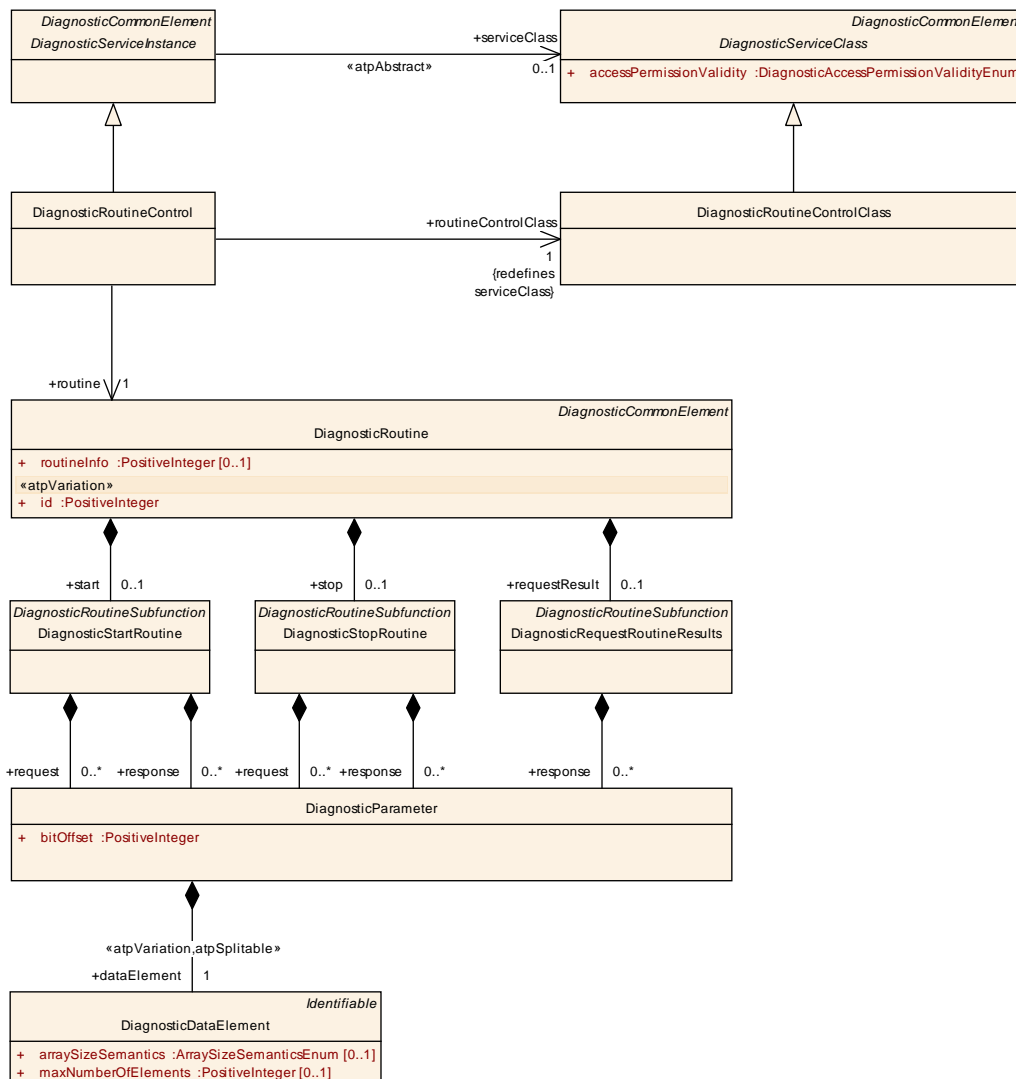 DiagnosticCommonElement
DiagnosticServiceInstance
DiagnosticCommonElement
DiagnosticServiceClass
+ accessPermissionValidity :DiagnosticAccessPermissionValidityEnum
+serviceClass
0..1
«atpAbstract»
DiagnosticRoutineControl
DiagnosticRoutineControlClass
+routineControlClass
1
{redefines
serviceClass}
+routine 1
DiagnosticCommonElement
DiagnosticRoutine
+ routineInfo :PositiveInteger [0..1]
«atpVariation»
+ id :PositiveInteger
+start 0..1
+stop 0..1
+requestResult 0..1
DiagnosticRoutineSubfunction
DiagnosticStartRoutine
DiagnosticRoutineSubfunction
DiagnosticStopRoutine
DiagnosticRoutineSubfunction
DiagnosticRequestRoutineResults
+request 0..*
+response 0..*
+request 0..*
+response 0..*
+response 0..*
DiagnosticParameter
+ bitOffset :PositiveInteger
«atpVariation,atpSplitable»
+dataElement 1
Identifiable
DiagnosticDataElement
+ arraySizeSemantics :ArraySizeSemanticsEnum [0..1]
+ maxNumberOfElements :PositiveInteger [0..1]